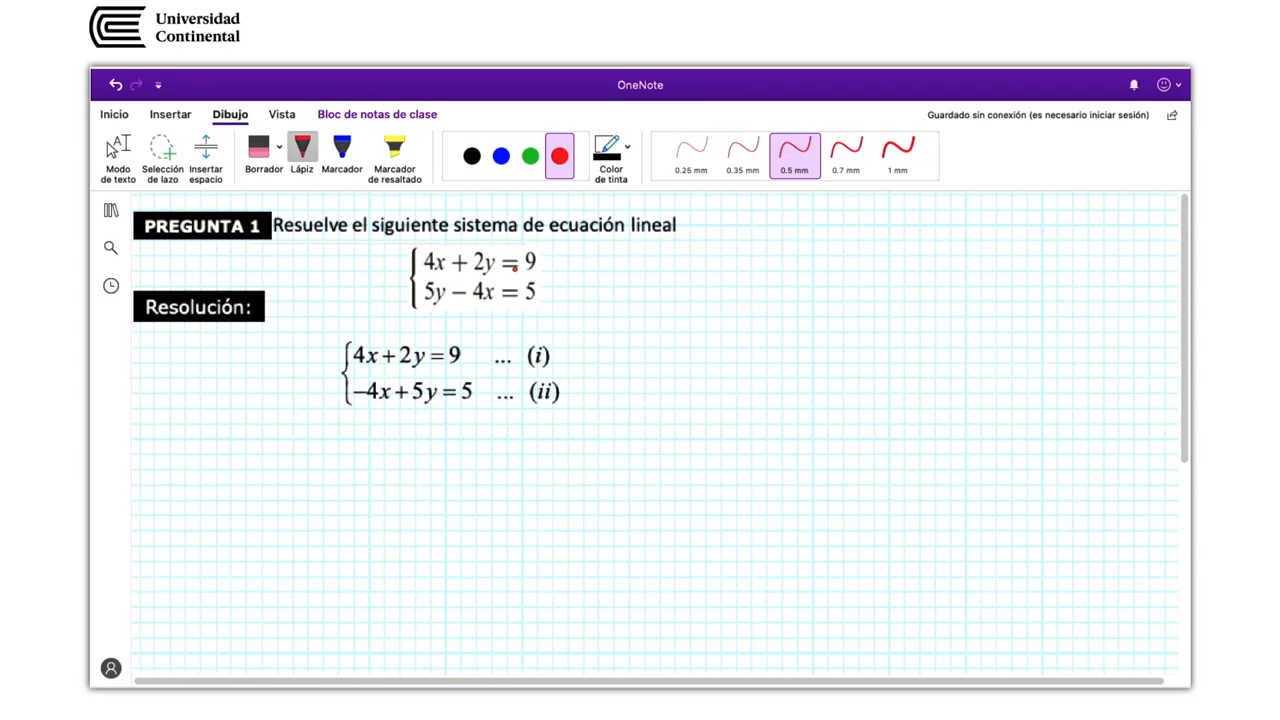 Universidad
Continental
OneNote
Inicio Insertar Dibujo Vista Bloc de notas de clase Guardado sin conexión (es necesario iniciar sesión)
Modo de texto
Selección de lazo
Insertar espacio
Borrador
Lápiz
Marcador
Marcador de resaltado
Color de tinta
0.25 mm 0.35 mm 0.5 mm 0.7 mm 1 mm
PREGUNTA 1 Resuelve el siguiente sistema de ecuación lineal
4x + 2y = 9
5y − 4x = 5
Resolución:
4x+2y=9 ... (i)
−4x+5y=5 ... (ii)